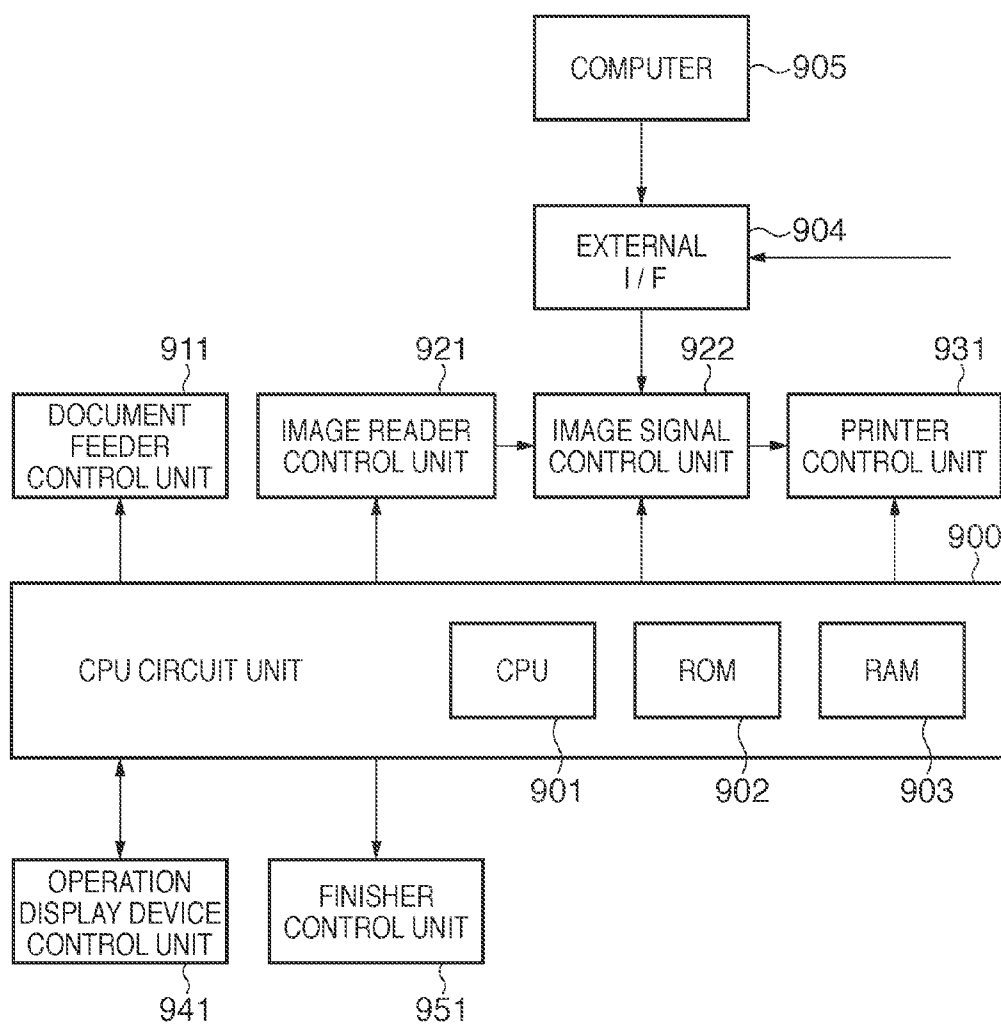 COMPUTER
905
EXTERNAL
I / F
904
911
921
922
931
DOCUMENT
FEEDER
CONTROL UNIT
IMAGE READER
CONTROL UNIT
IMAGE SIGNAL
CONTROL UNIT
PRINTER
CONTROL UNIT
900
CPU CIRCUIT UNIT
CPU
ROM
RAM
901
902
903
OPERATION
DISPLAY DEVICE
CONTROL UNIT
FINISHER
CONTROL UNIT
941
951